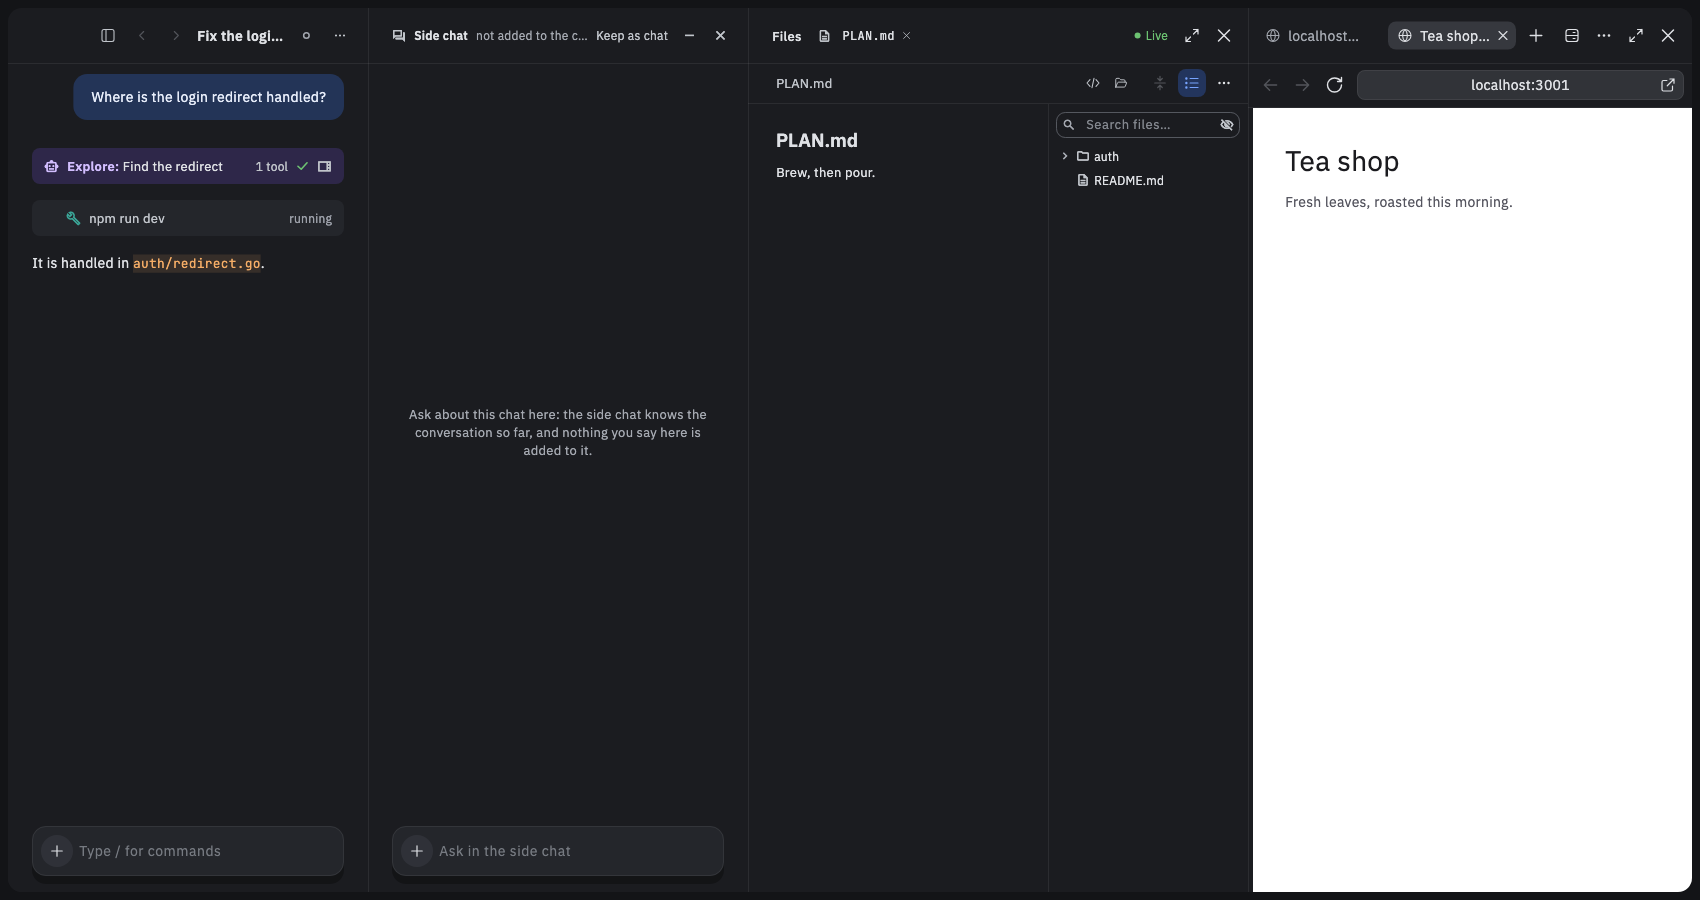 Fix the logi...
Where is the login redirect handled?
Explore: Find the redirect 1 tool
npm run dev running
It is handled in auth/redirect.go.
Type / for commands
Side chat not added to the c... Keep as chat
Ask about this chat here: the side chat knows the
conversation so far, and nothing you say here is
added to it.
Ask in the side chat
Files PLAN.md Live
PLAN.md
PLAN.md
Brew, then pour.
Search files...
auth
README.md
localhost... Tea shop...
localhost:3001
Tea shop
Fresh leaves, roasted this morning.